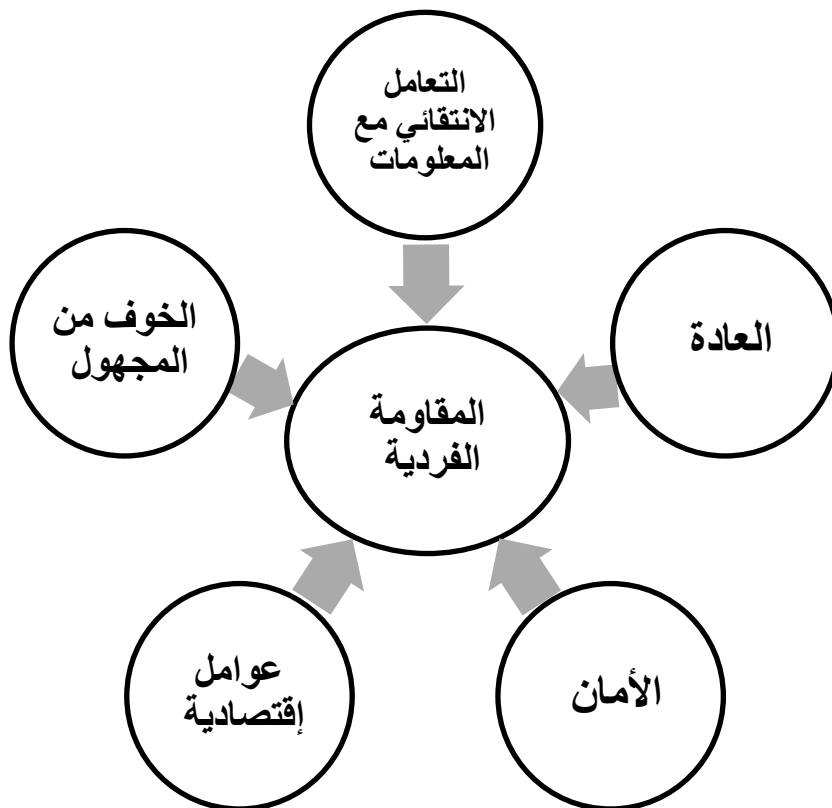 التعامل
الانتقائي مع
المعلومات
العادة
الخوف من
المجهول
المقاومة
الفردية
الأمان
عوامل
إقتصادية